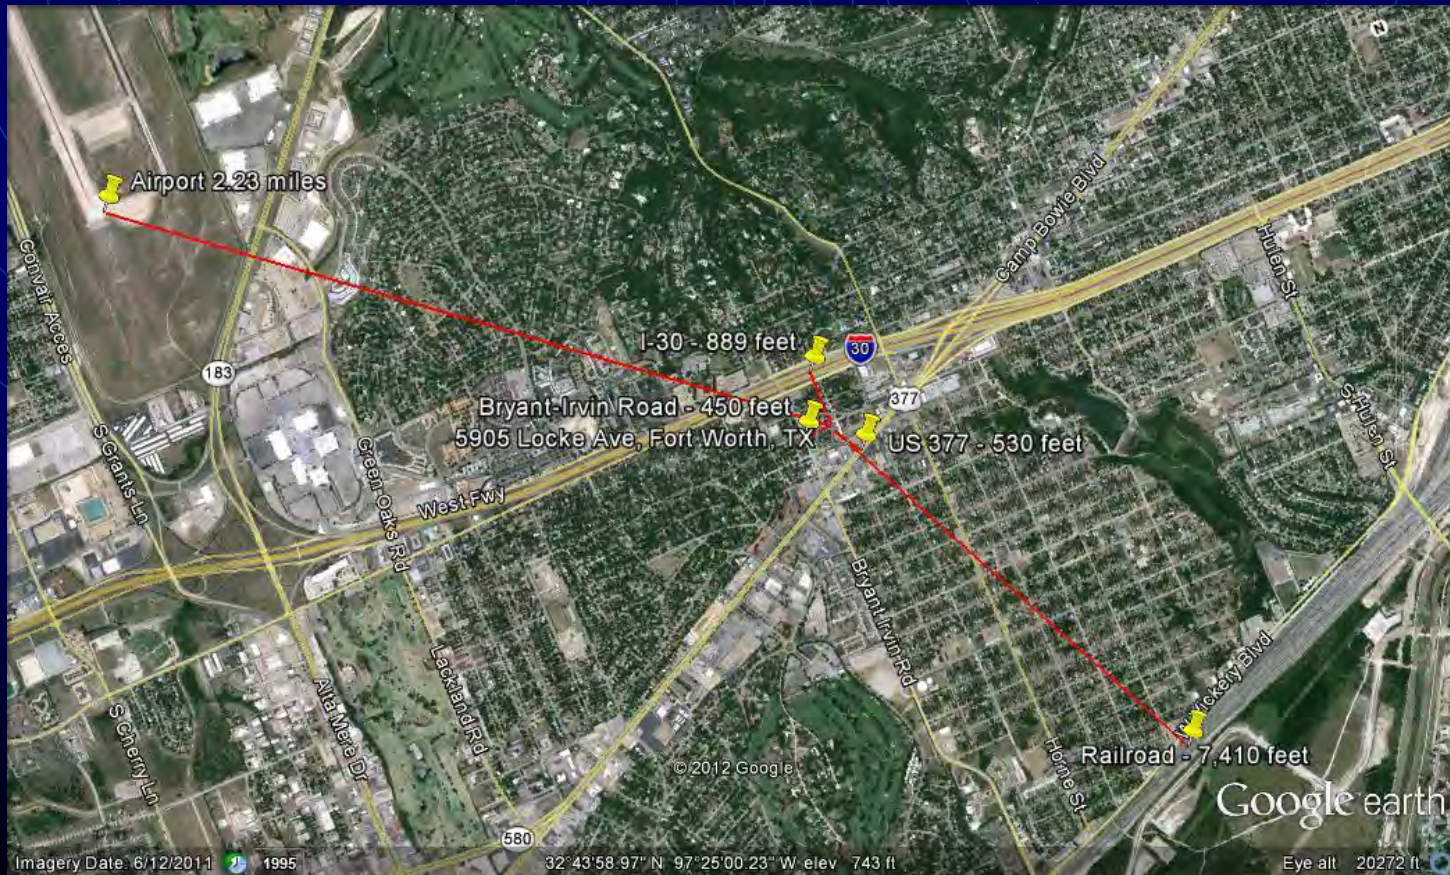 Airport 2.23 miles
Convair Acces
183
Camp Bowie Blvd
Hulen St
I-30 - 889 feet
30
377
Bryant-Irvin Road - 450 feet
5905 Locke Ave, Fort Worth, TX
US 377 - 530 feet
S Hulen St
S Grants Ln
Green Oaks Rd
West Fwy
Bryant Irvin Rd
W Vickery Blvd
Lackland Rd
Alta Mere Dr
S Cherry Ln
Horne St
Railroad - 7,410 feet
© 2012 Google
Google earth
580
Imagery Date: 6/12/2011
1995
32°43'58.97" N 97°25'00.23" W elev 743 ft
Eye alt 20272 ft
N